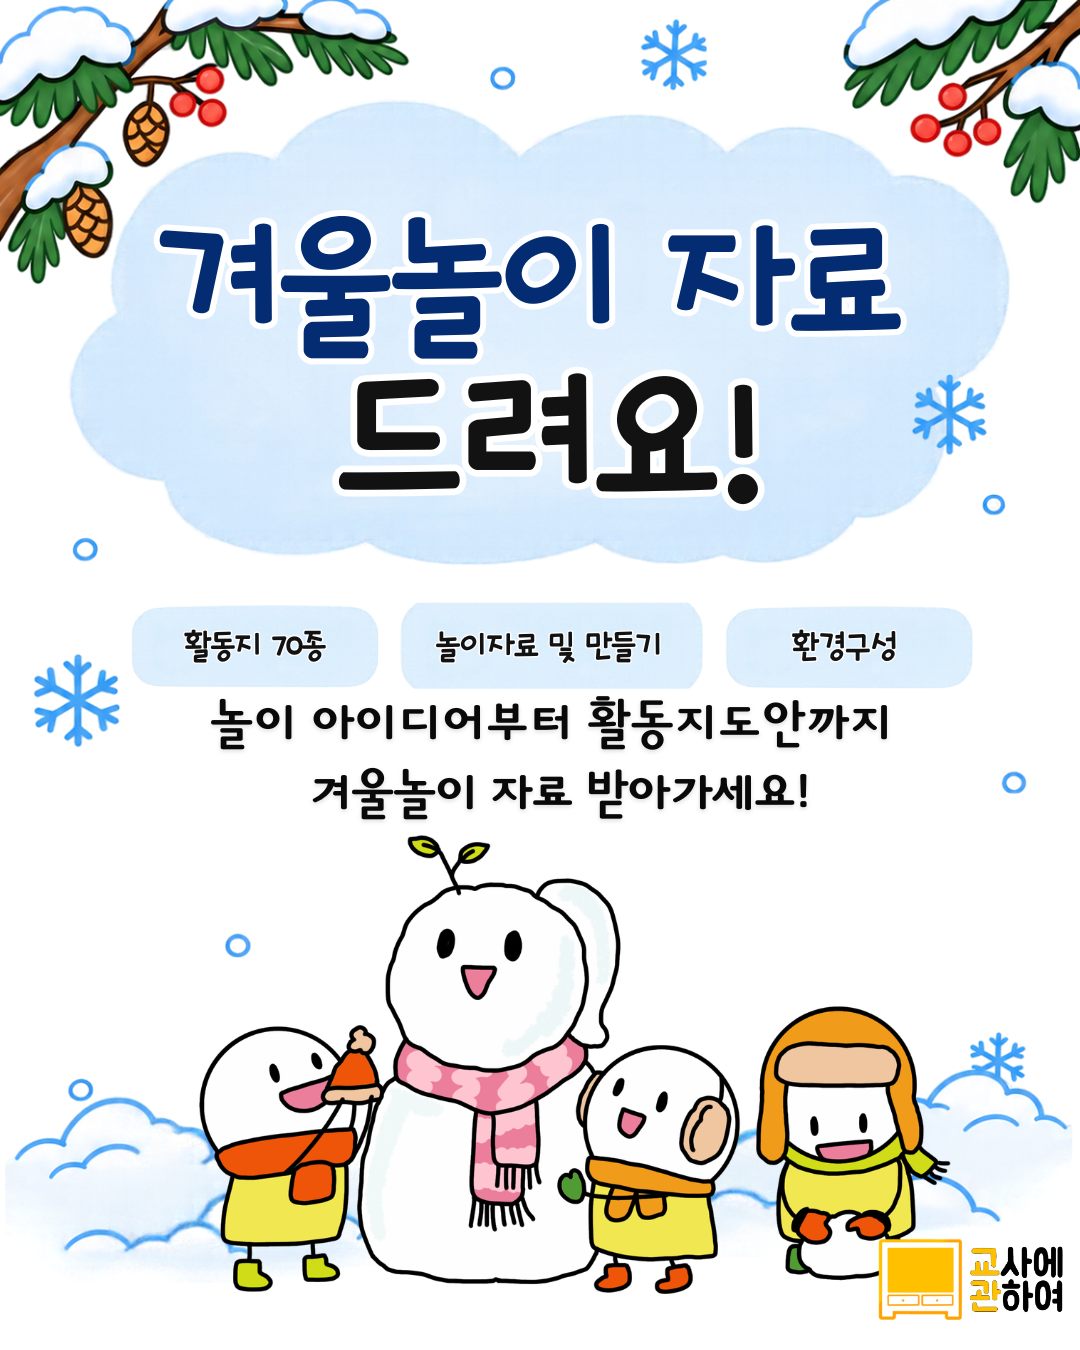 겨울놀이 자료
드려요!
활동지 70종
놀이자료 및 만들기
환경구성
놀이 아이디어부터 활동지도안까지
겨울놀이 자료 받아가세요!
교사에
관하여